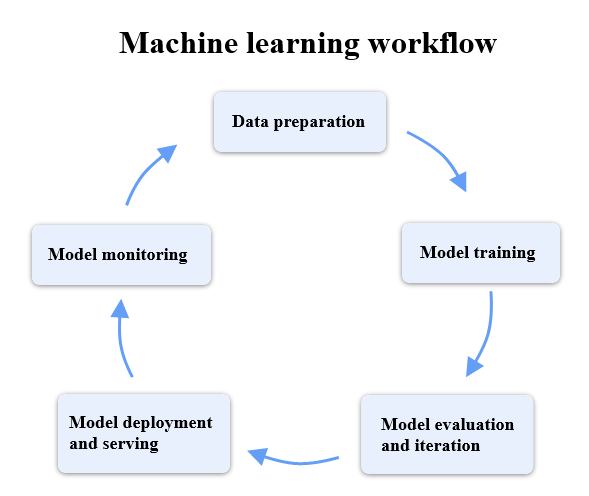 Machine learning workflow
Data preparation
Model training
Model evaluation
and iteration
Model deployment
and serving
Model monitoring